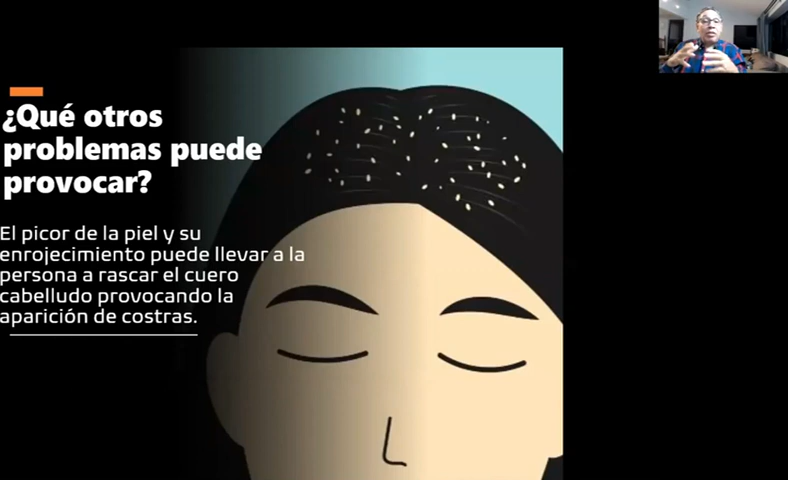 ¿Qué otros
problemas puede
provocar?
El picor de la piel y su
enrojecimiento puede llevar a la
persona a rascar el cuero
cabelludo provocando la
aparición de costras.